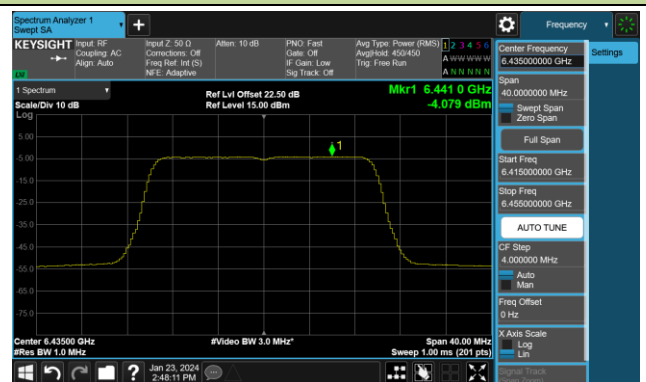 Spectrum Analyzer 1
Swept SA
Frequency
KEYSIGHT
Input: RF
Coupling: AC
Align: Auto
Input Z: 50 Ω
Corrections: Off
Freq Ref: Int (S)
NFE: Adaptive
Atten: 10 dB
PNO: Fast
Gate: Off
IF Gain: Low
Sig Track: Off
Avg Type: Power (RMS)
Avg|Hold: 450/450
Trig: Free Run
1 2 3 4 5 6
A W W W W W
A N N N N N
1 Spectrum
Scale/Div 10 dB
Log
Ref Lvl Offset 22.50 dB
Ref Level 15.00 dBm
Mkr1 6.441 0 GHz
-4.079 dBm
5.00
-5.00
-15.0
-25.0
-35.0
-45.0
-55.0
-65.0
-75.0
1
Center 6.43500 GHz
#Res BW 1.0 MHz
#Video BW 3.0 MHz*
Span 40.00 MHz
Sweep 1.00 ms (201 pts)
Jan 23, 2024
2:48:11 PM
Center Frequency
6.435000000 GHz
Settings
Span
40.0000000 MHz
Swept Span
Zero Span
Full Span
Start Freq
6.415000000 GHz
Stop Freq
6.455000000 GHz
AUTO TUNE
CF Step
4.000000 MHz
Auto
Man
Freq Offset
0 Hz
X Axis Scale
Log
Lin
Signal Track